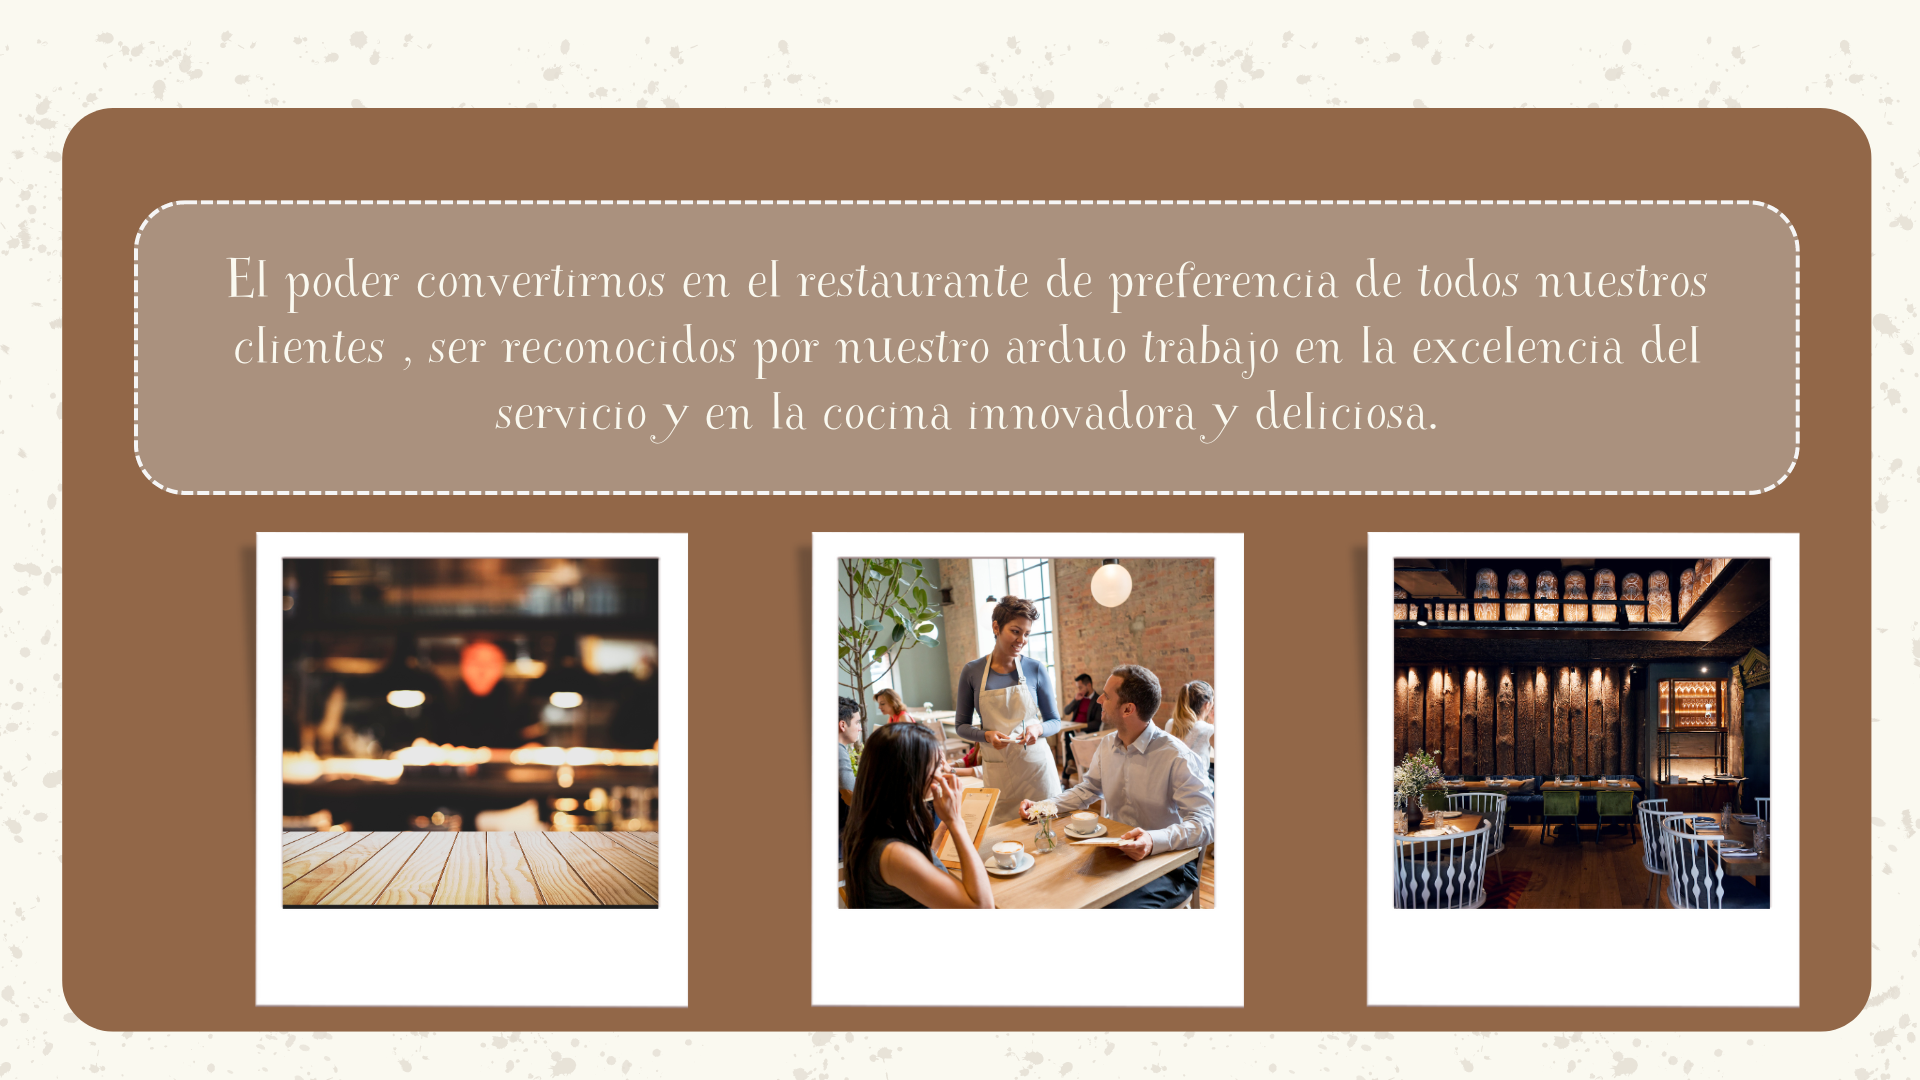 El poder convertirnos en el restaurante de preferencia de todos nuestros
clientes , ser reconocidos por nuestro arduo trabajo en la excelencia del
servicio y en la cocina innovadora y deliciosa.